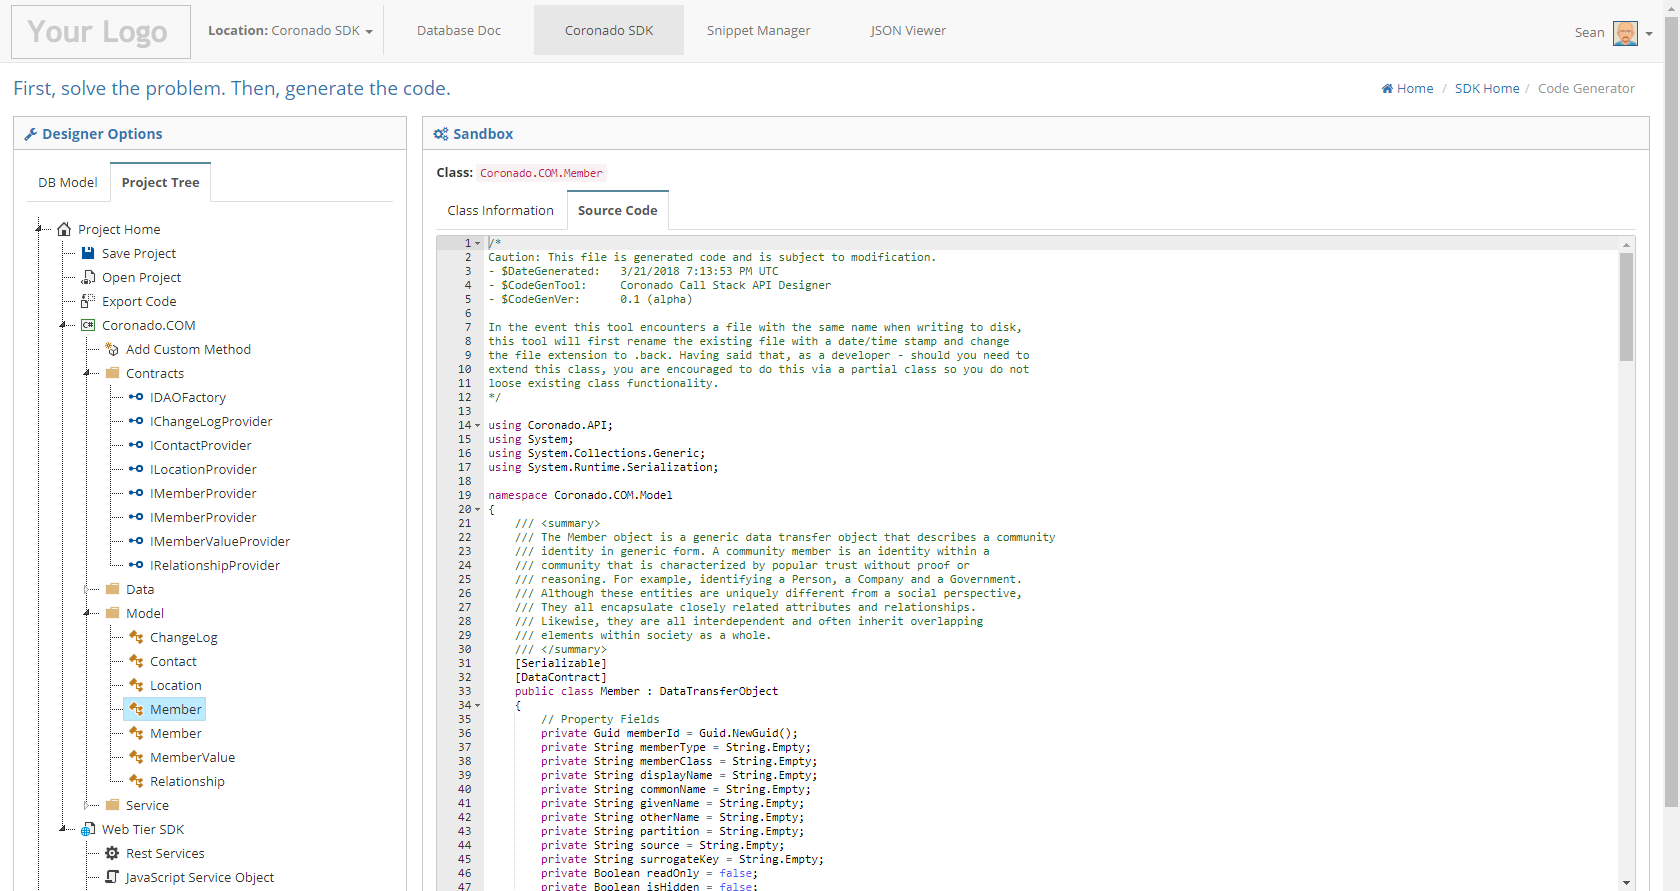 Your Logo
Location: Coronado SDK
Database Doc
Coronado SDK
Snippet Manager
JSON Viewer
Sean
First, solve the problem. Then, generate the code.
Home / SDK Home / Code Generator
Designer Options
DB Model
Project Tree
Project Home
Save Project
Open Project
Export Code
C# Coronado.COM
Add Custom Method
Contracts
IDAOFactory
IChangeLogProvider
IContactProvider
ILocationProvider
IMemberProvider
IMemberProvider
IMemberValueProvider
IRelationshipProvider
Data
Model
ChangeLog
Contact
Location
Member
Member
MemberValue
Relationship
Service
Web Tier SDK
Rest Services
JavaScript Service Object
Sandbox
Class: Coronado.COM.Member
Class Information
Source Code
1 /*
2 Caution: This file is generated code and is subject to modification.
3 - $DateGenerated: 3/21/2018 7:13:53 PM UTC
4 - $CodeGenTool: Coronado Call Stack API Designer
5 - $CodeGenVer: 0.1 (alpha)
6
7 In the event this tool encounters a file with the same name when writing to disk,
8 this tool will first rename the existing file with a date/time stamp and change
9 the file extension to .back. Having said that, as a developer - should you need to
10 extend this class, you are encouraged to do this via a partial class so you do not
11 loose existing class functionality.
12 */
13
14 using Coronado.API;
15 using System;
16 using System.Collections.Generic;
17 using System.Runtime.Serialization;
18
19 namespace Coronado.COM.Model
20 {
21 /// <summary>
22 /// The Member object is a generic data transfer object that describes a community
23 /// identity in generic form. A community member is an identity within a
24 /// community that is characterized by popular trust without proof or
25 /// reasoning. For example, identifying a Person, a Company and a Government.
26 /// Although these entities are uniquely different from a social perspective,
27 /// They all encapsulate closely related attributes and relationships.
28 /// Likewise, they are all interdependent and often inherit overlapping
29 /// elements within society as a whole.
30 /// </summary>
31 [Serializable]
32 [DataContract]
33 public class Member : DataTransferObject
34 {
35 // Property Fields
36 private Guid memberId = Guid.NewGuid();
37 private String memberType = String.Empty;
38 private String memberClass = String.Empty;
39 private String displayName = String.Empty;
40 private String commonName = String.Empty;
41 private String givenName = String.Empty;
42 private String otherName = String.Empty;
43 private String partition = String.Empty;
44 private String source = String.Empty;
45 private String surrogateKey = String.Empty;
46 private Boolean readOnly = false;
47 private Boolean isHidden = false;